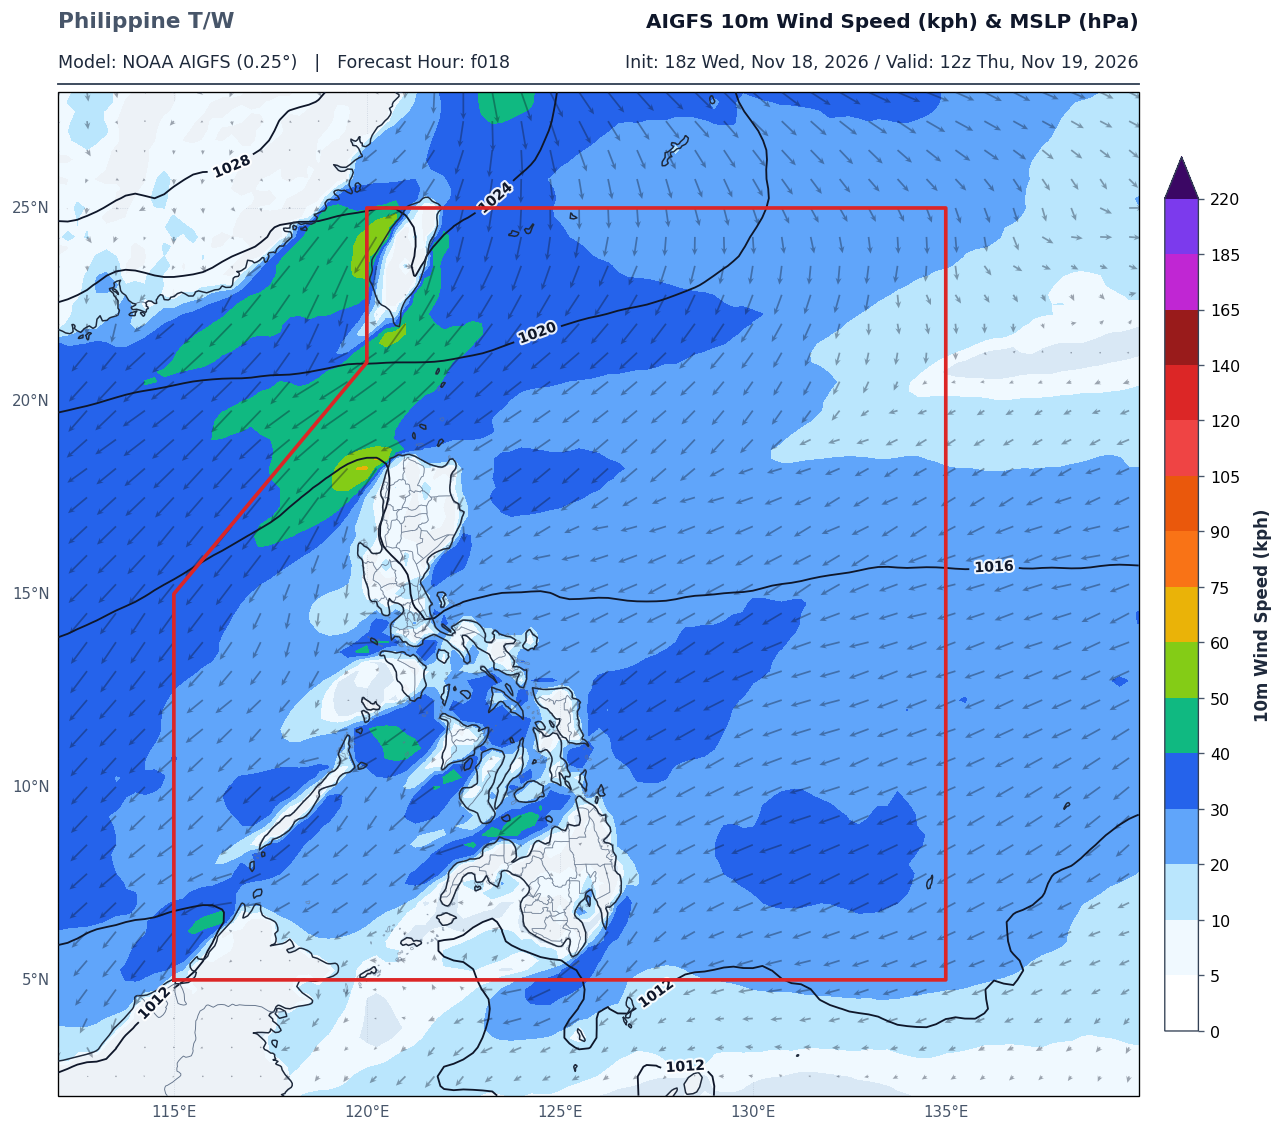 Philippine T/W
AIGFS 10m Wind Speed (kph) & MSLP (hPa)
Model: NOAA AIGFS (0.25°) | Forecast Hour: f018
Init: 18z Wed, Nov 18, 2026 / Valid: 12z Thu, Nov 19, 2026
1028
1024
1020
1016
1012
1012
1012
25°N
20°N
15°N
10°N
5°N
115°E
120°E
125°E
130°E
135°E
220
185
165
140
120
105
90
75
60
50
40
30
20
10
5
0
10m Wind Speed (kph)